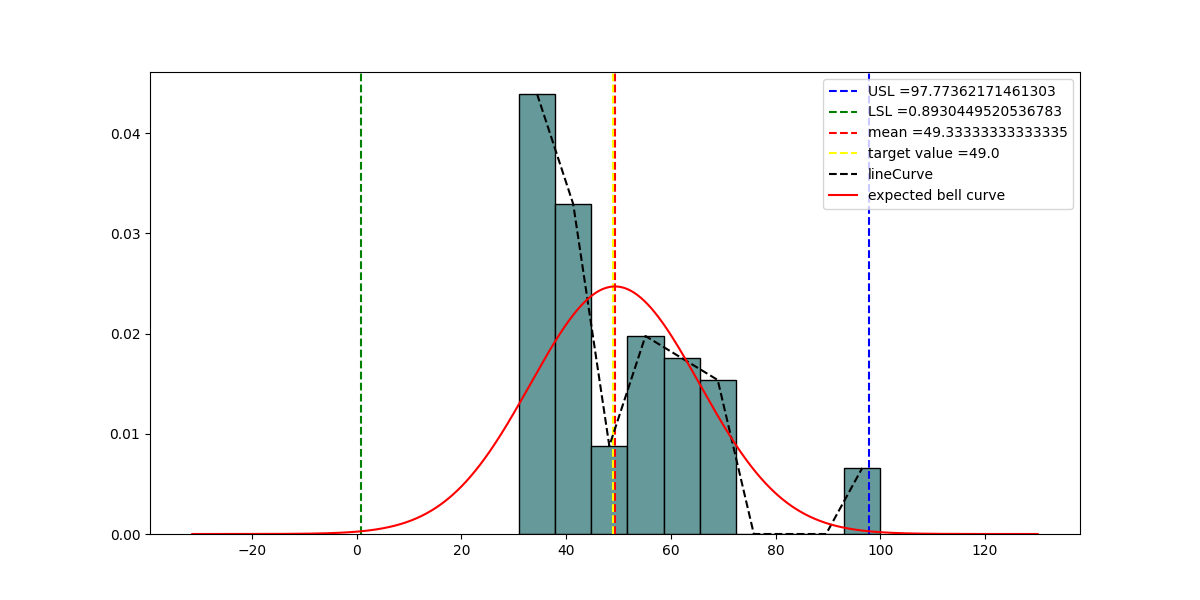 USL =97.77362171461303
LSL =0.8930449520536783
mean =49.33333333333335
target value =49.0
lineCurve
expected bell curve
0.04
0.03
0.02
0.01
0.00
−20 0 20 40 60 80 100 120